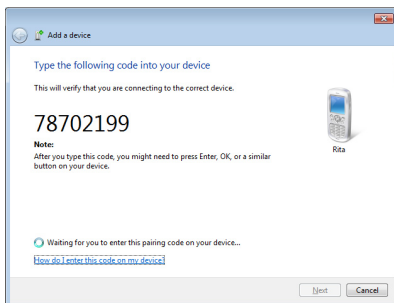 Add a device
Type the following code into your device
This will verify that you are connecting to the correct device.
78702199
Note:
After you type this code, you might need to press Enter, OK, or a similar
button on your device.
Rita
Waiting for you to enter this pairing code on your device...
How do I enter this code on my device?
Next
Cancel